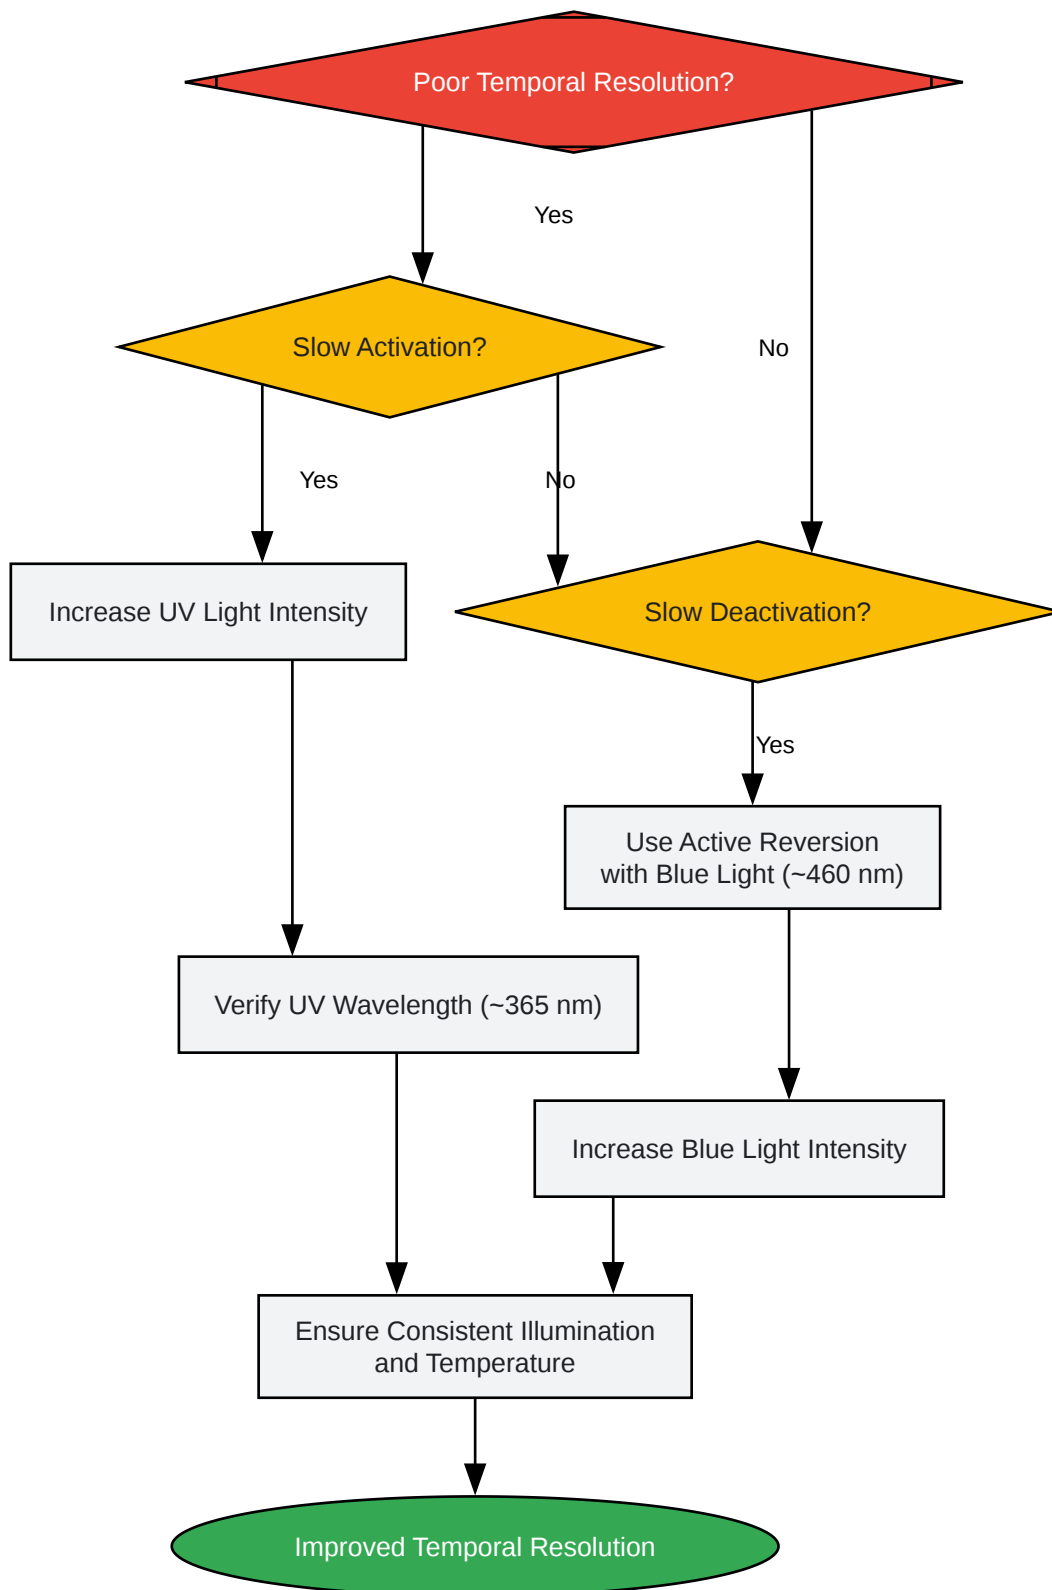 Poor Temporal Resolution?
Yes
Slow Activation?
No
Yes
No
Increase UV Light Intensity
Slow Deactivation?
Yes
Use Active Reversion
with Blue Light (~460 nm)
Verify UV Wavelength (~365 nm)
Increase Blue Light Intensity
Ensure Consistent Illumination
and Temperature
Improved Temporal Resolution